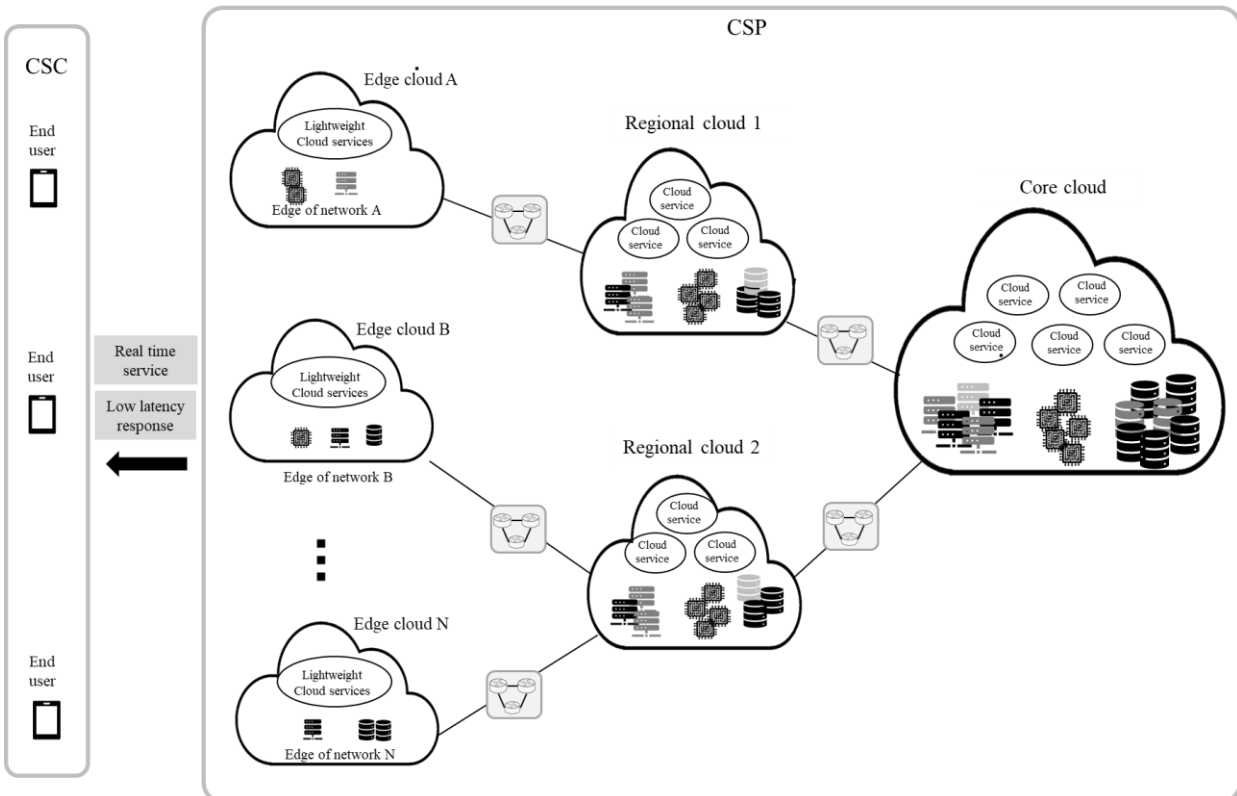 CSC
End
user
End
user
End
user
Real time
service
Low latency
response
CSP
Edge cloud A
Lightweight
Cloud services
Edge of network A
Edge cloud B
Lightweight
Cloud services
Edge of network B
Edge cloud N
Lightweight
Cloud services
Edge of network N
Regional cloud 1
Cloud
service
Cloud
service
Cloud
service
Regional cloud 2
Cloud
service
Cloud
service
Cloud
service
Core cloud
Cloud
service
Cloud
service
Cloud
service
Cloud
service
Cloud
service